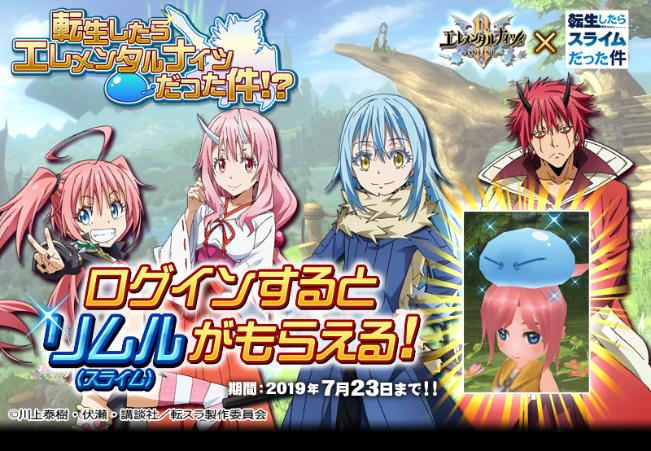 転生したら
エレメンタルナイツ
だった件!?
エレメンタルナイツ
ONLINE
×
転生したら
スライム
だった件
ログインすると
リムルがもらえる!
(スライム)
期間:2019年7月23日まで!!
©川上泰樹・伏瀬・講談社/転スラ製作委員会